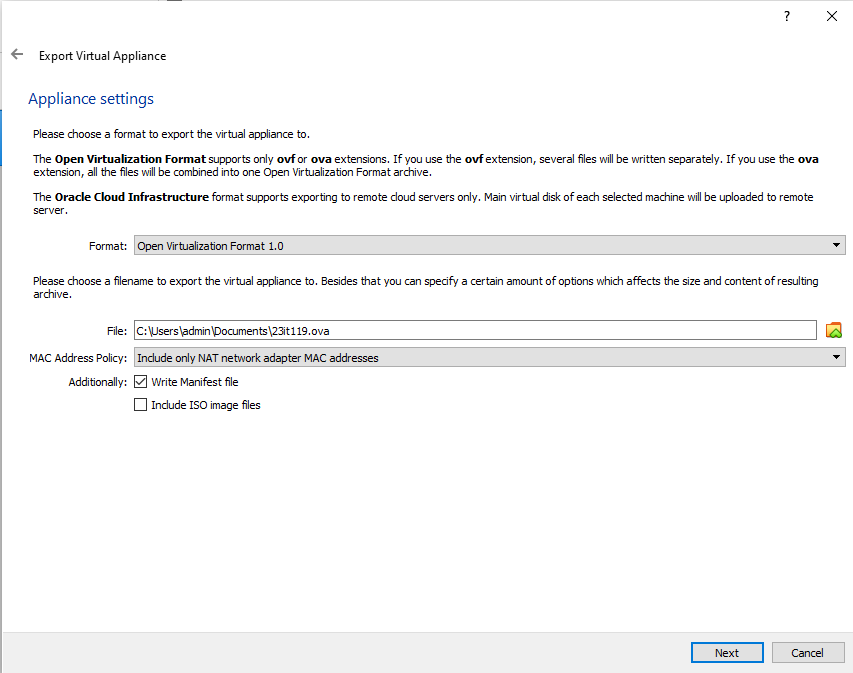 ?
Export Virtual Appliance
Appliance settings
Please choose a format to export the virtual appliance to.
The Open Virtualization Format supports only ovf or ova extensions. If you use the ovf extension, several files will be written separately. If you use the ova
extension, all the files will be combined into one Open Virtualization Format archive.
The Oracle Cloud Infrastructure format supports exporting to remote cloud servers only. Main virtual disk of each selected machine will be uploaded to remote
server.
Format: Open Virtualization Format 1.0
Please choose a filename to export the virtual appliance to. Besides that you can specify a certain amount of options which affects the size and content of resulting
archive.
File: C:\Users\admin\Documents\23it119.ova
MAC Address Policy: Include only NAT network adapter MAC addresses
Additionally: Write Manifest file
Include ISO image files
Next Cancel